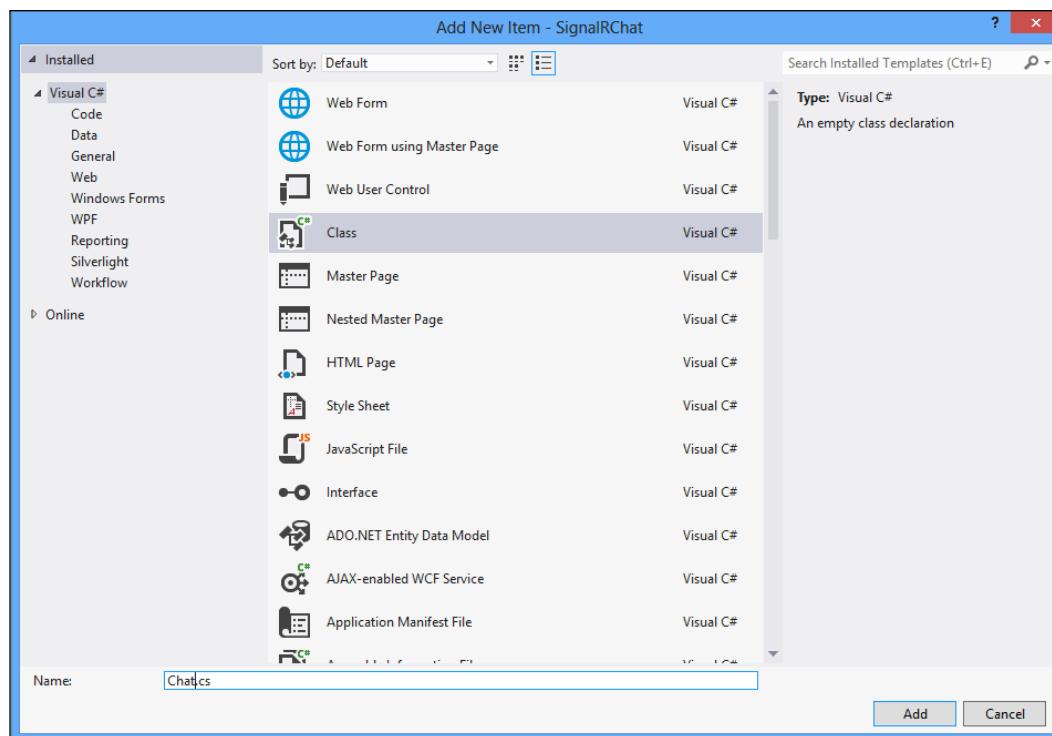 Add New Item - SignalRChat
?
Installed
Sort by: Default
Search Installed Templates (Ctrl+E)
Visual C#
Code
Data
General
Web
Windows Forms
WPF
Reporting
Silverlight
Workflow
Online
Web Form Visual C#
Web Form using Master Page Visual C#
Web User Control Visual C#
C#
Class Visual C#
Master Page Visual C#
Nested Master Page Visual C#
HTML Page Visual C#
Style Sheet Visual C#
JS
JavaScript File Visual C#
Interface Visual C#
ADO.NET Entity Data Model Visual C#
C#
AJAX-enabled WCF Service Visual C#
Application Manifest File Visual C#
C#
Type: Visual C#
An empty class declaration
Name: Chat.cs
Add Cancel